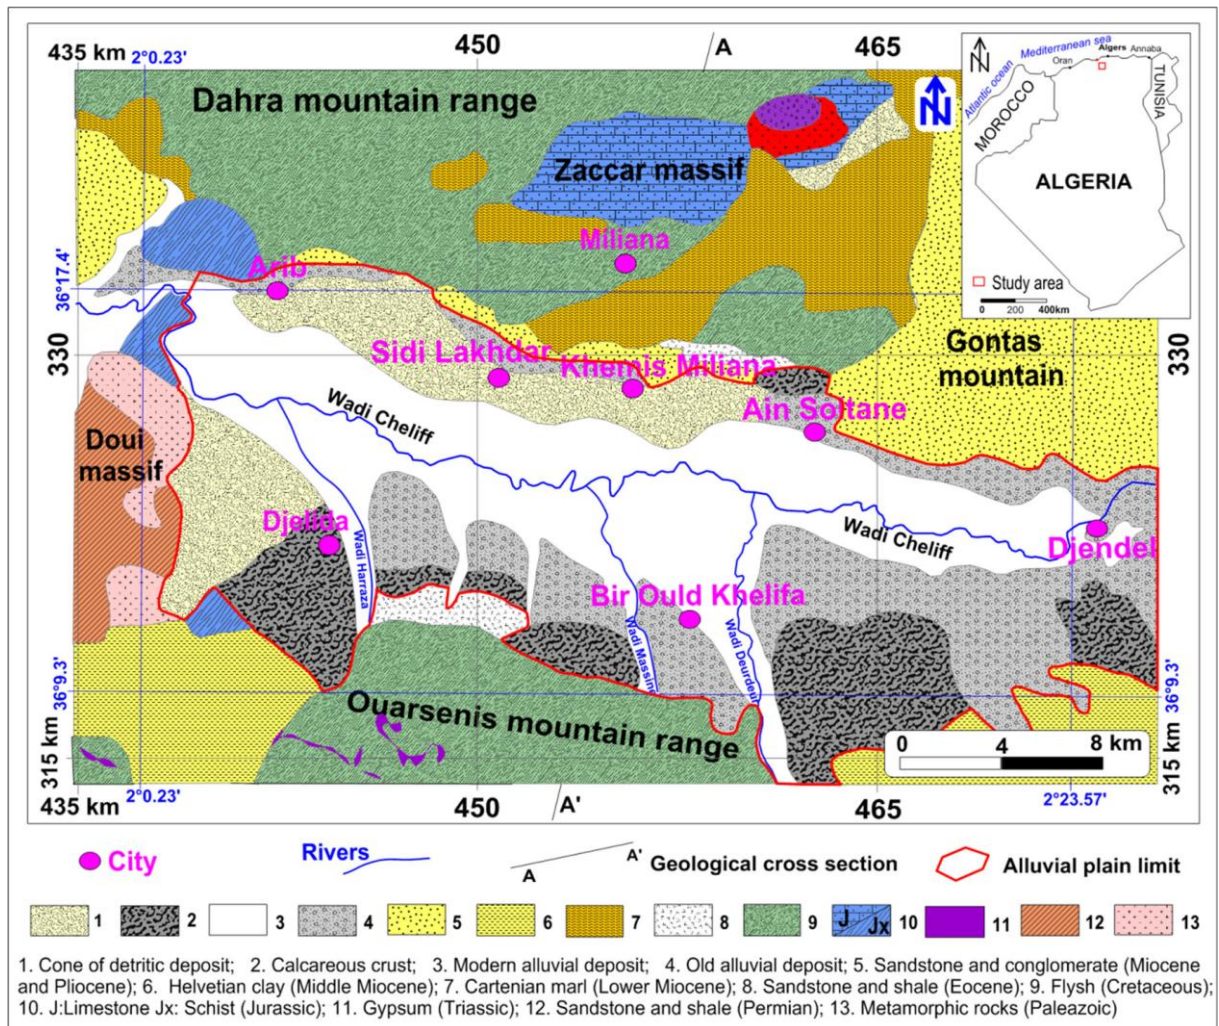 435 km 2°0.23' 450 A 465
Dahra mountain range
N
Zaccar massif
Miliana
Arib
36°17.4'
330
Sidi Lakhdar
Khemis Miliana
Gontas
mountain
330
Ain Soltane
Wadi Cheliff
Doui
massif
Djelida
Wadi Harraza
Wadi Cheliff
Djendel
Bir Ould Khelifa
Wadi Massine
Wadi Deurdeur
36°9.3'
36°9.3'
Ouarsenis mountain range
0 4 8 km
315 km
315 km
435 km 2°0.23' 450 A' 465 2°23.57'
N
Mediterranean sea
Algers Annaba
Oran
Atlantic ocean
MOROCCO
TUNISIA
ALGERIA
Study area
0 200 400km
City Rivers A A' Geological cross section Alluvial plain limit
1 2 3 4 5 6 7 8 9 J Jx 10 11 12 13
1. Cone of detritic deposit; 2. Calcareous crust; 3. Modern alluvial deposit; 4. Old alluvial deposit; 5. Sandstone and conglomerate (Miocene
and Pliocene); 6. Helvetian clay (Middle Miocene); 7. Cartenian marl (Lower Miocene); 8. Sandstone and shale (Eocene); 9. Flysh (Cretaceous);
10. J:Limestone Jx: Schist (Jurassic); 11. Gypsum (Triassic); 12. Sandstone and shale (Permian); 13. Metamorphic rocks (Paleazoic)